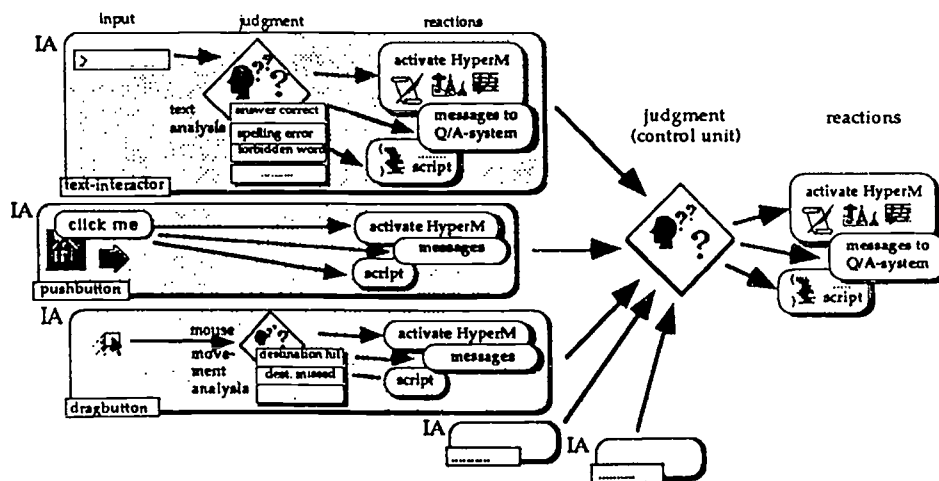 input
judgment
reactions
IA
>
text
analysis
answer correct
spelling error
forbidden word
..........
activate HyperM
messages to
Q/A-system
script
text-interactor
IA
click me
activate HyperM
messages
script
pushbutton
IA
mouse
move-
ment
analysis
destination hit
dest. missed
activate HyperM
messages
script
dragbutton
IA
..........
IA
..........
judgment
(control unit)
reactions
activate HyperM
messages to
Q/A-system
script